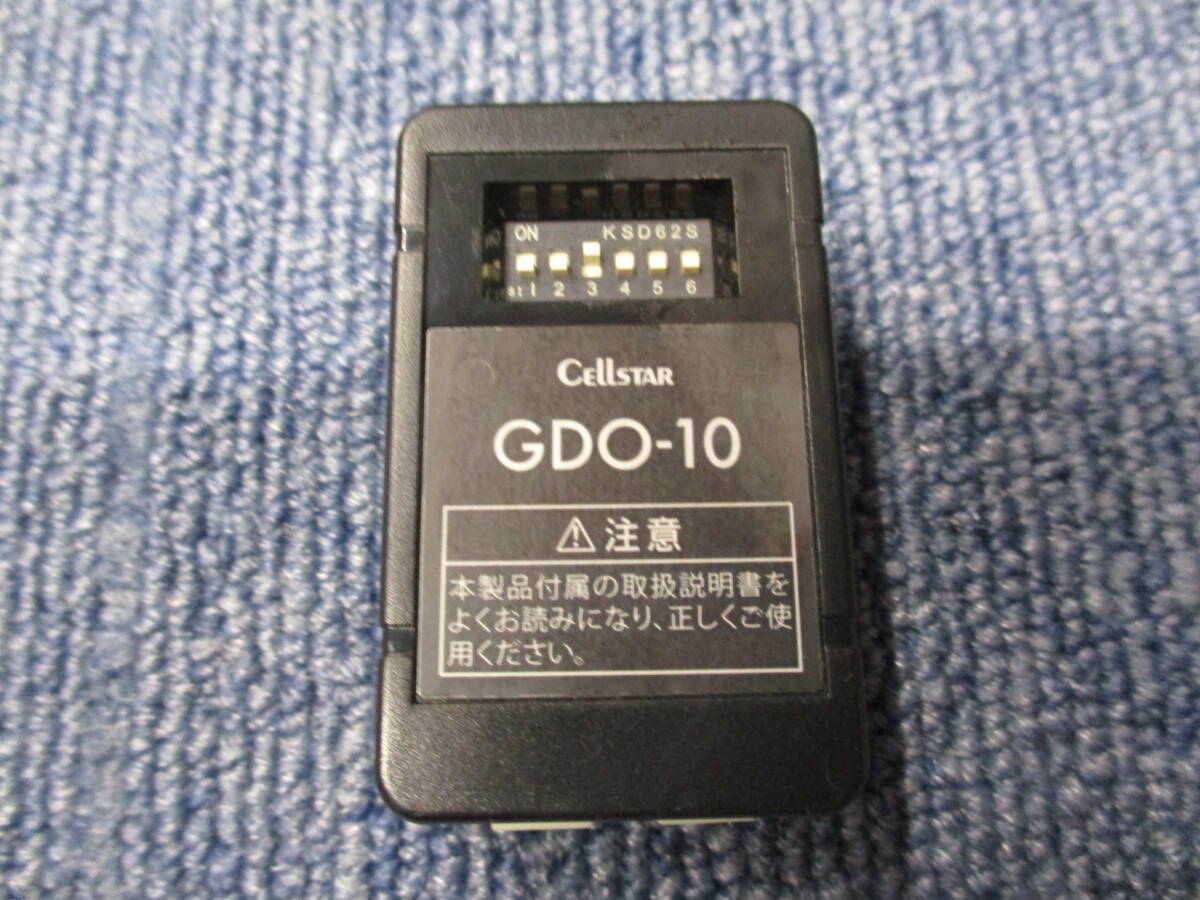 ON KSD62S
1 2 3 4 5 6
CELLSTAR
GDO-10
⚠注意
本製品付属の取扱説明書を
よくお読みになり、正しくご使
用ください。